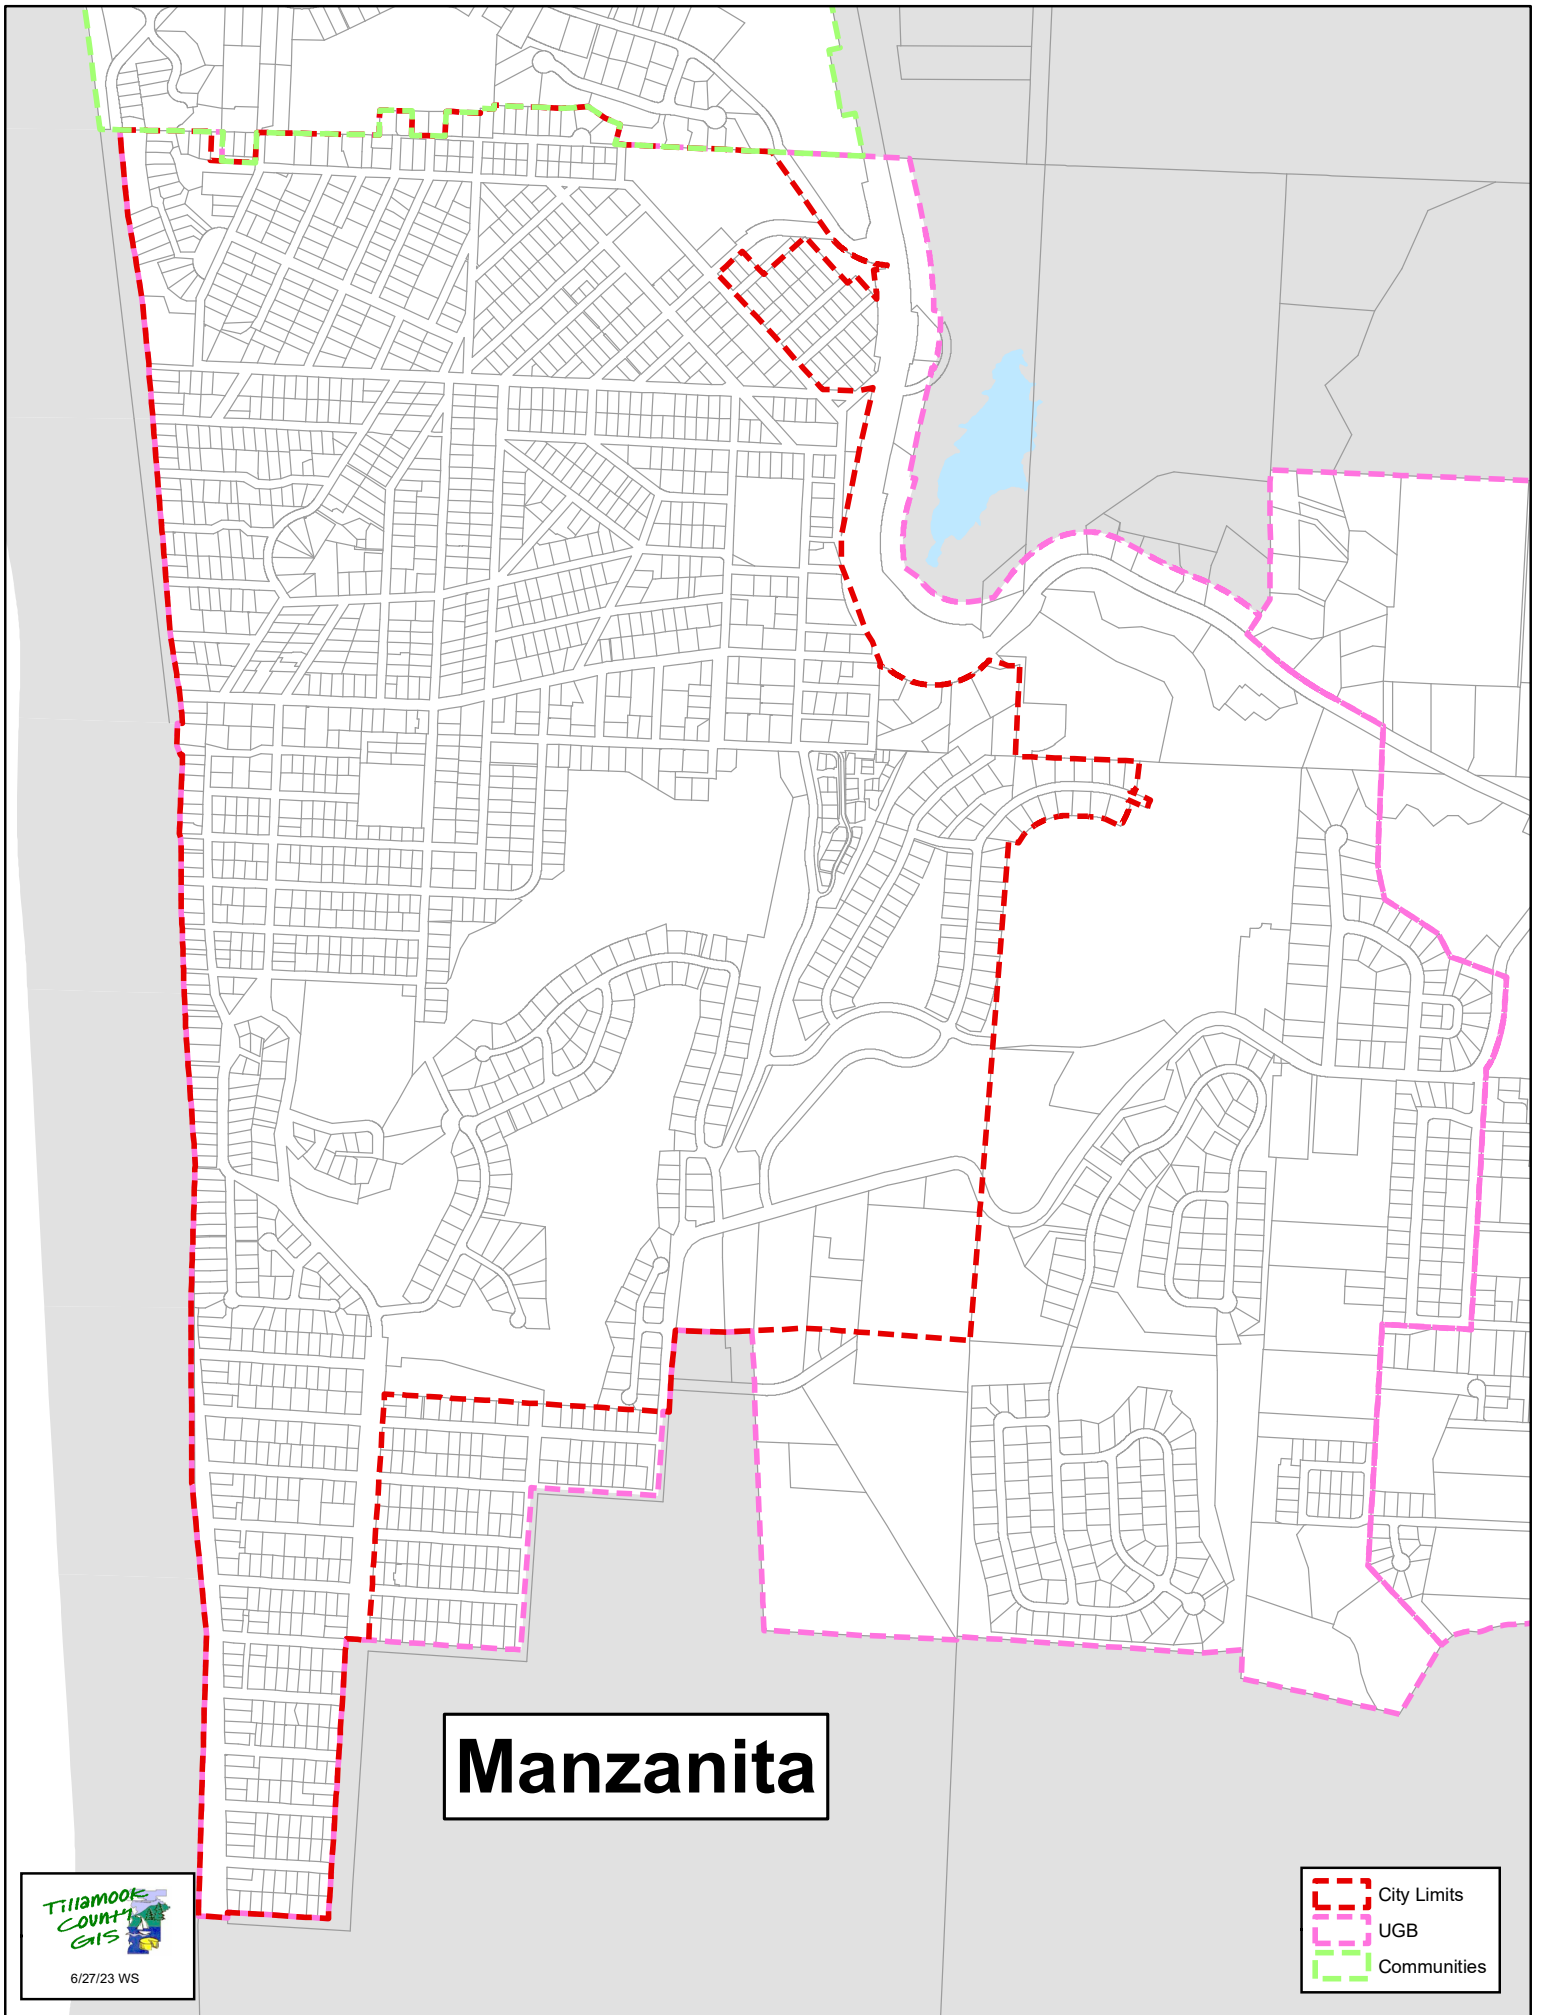 Manzanita
Tillamook
County
GIS
6/27/23 WS
City Limits
UGB
Communities